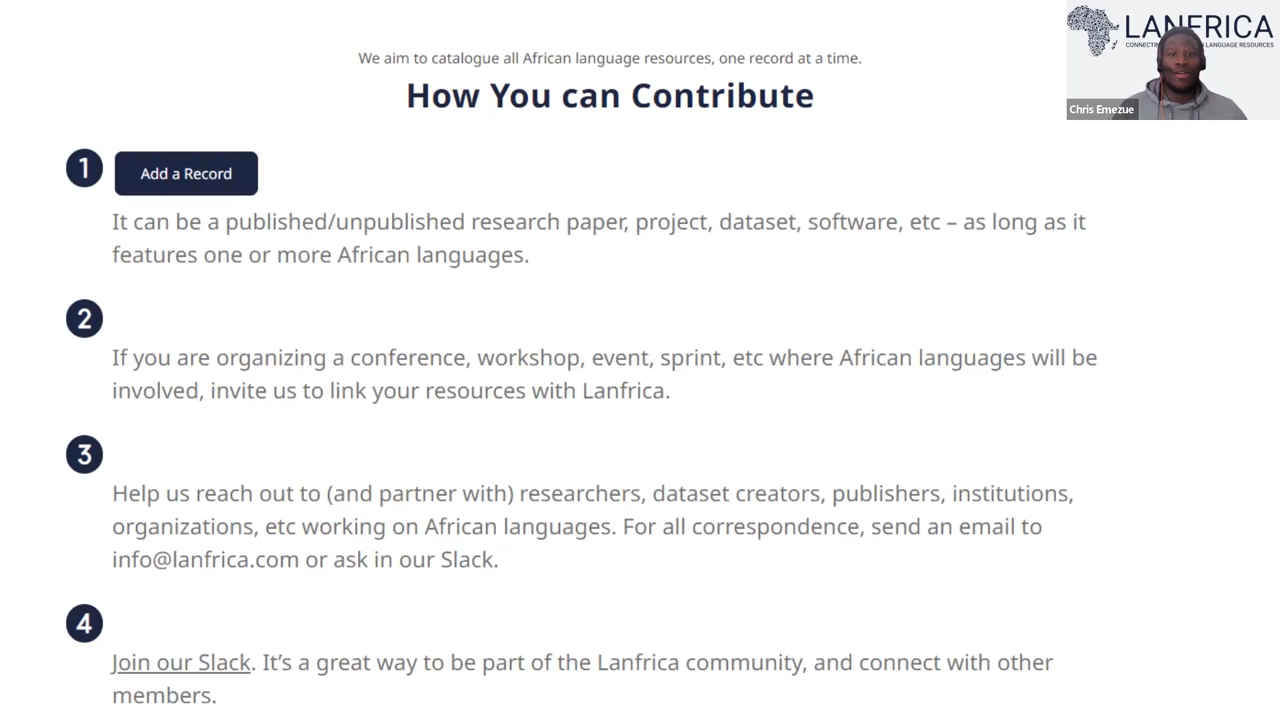 We aim to catalogue all African language resources, one record at a time.
How You can Contribute
LANFRICA
CONNECTING
LANGUAGE RESOURCES
Chris Emezue
1
Add a Record
It can be a published/unpublished research paper, project, dataset, software, etc – as long as it
features one or more African languages.
2
If you are organizing a conference, workshop, event, sprint, etc where African languages will be
involved, invite us to link your resources with Lanfrica.
3
Help us reach out to (and partner with) researchers, dataset creators, publishers, institutions,
organizations, etc working on African languages. For all correspondence, send an email to
info@lanfrica.com or ask in our Slack.
4
Join our Slack. It’s a great way to be part of the Lanfrica community, and connect with other
members.